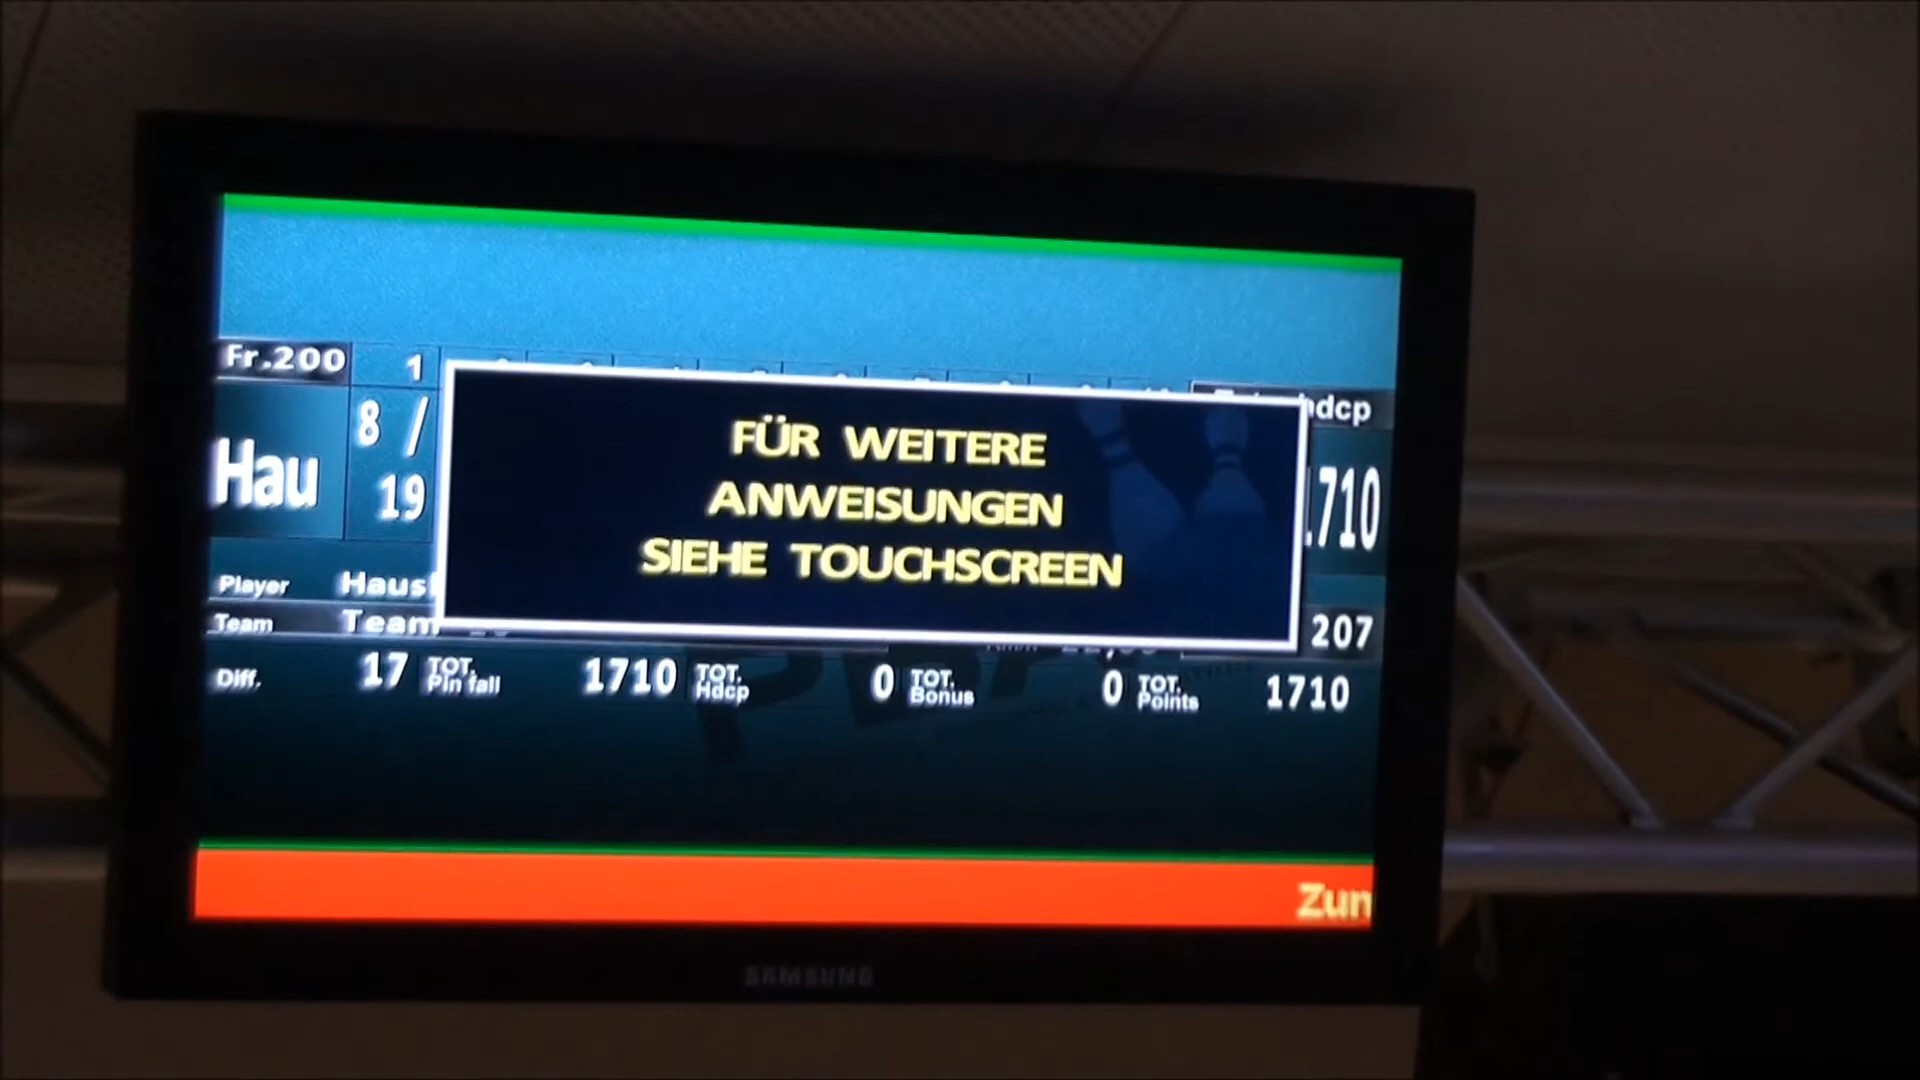 Fr.200 1
hdcp
8 /
Hau 19
1710
FÜR WEITERE
ANWEISUNGEN
SIEHE TOUCHSCREEN
Player Haus
Team Team
207
Diff. 17 TOT. Pin fall 1710 TOT. Hdcp 0 TOT. Bonus 0 TOT. Points 1710
Zum
SAMSUNG